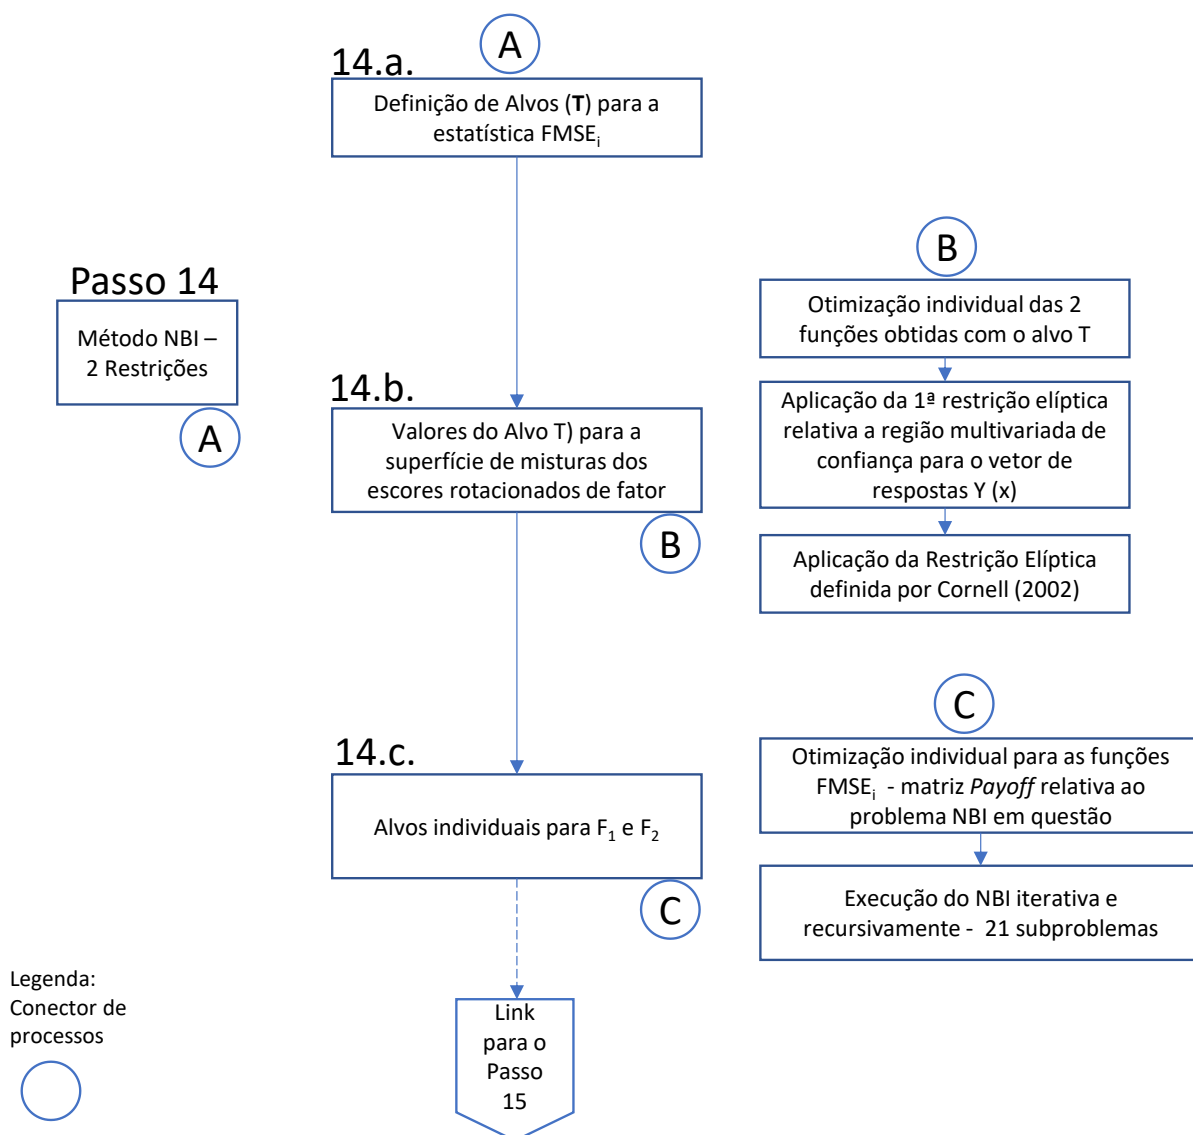 A
14.a.
Definição de Alvos (T) para a
estatística FMSEi
Passo 14
Método NBI –
2 Restrições
A
14.b.
Valores do Alvo T) para a
superfície de misturas dos
escores rotacionados de fator
B
B
Otimização individual das 2
funções obtidas com o alvo T
Aplicação da 1ª restrição elíptica
relativa a região multivariada de
confiança para o vetor de
respostas Y (x)
Aplicação da Restrição Elíptica
definida por Cornell (2002)
14.c.
Alvos individuais para F1 e F2
C
C
Otimização individual para as funções
FMSEi - matriz Payoff relativa ao
problema NBI em questão
Execução do NBI iterativa e
recursivamente - 21 subproblemas
Link
para o
Passo
15
Legenda:
Conector de
processos